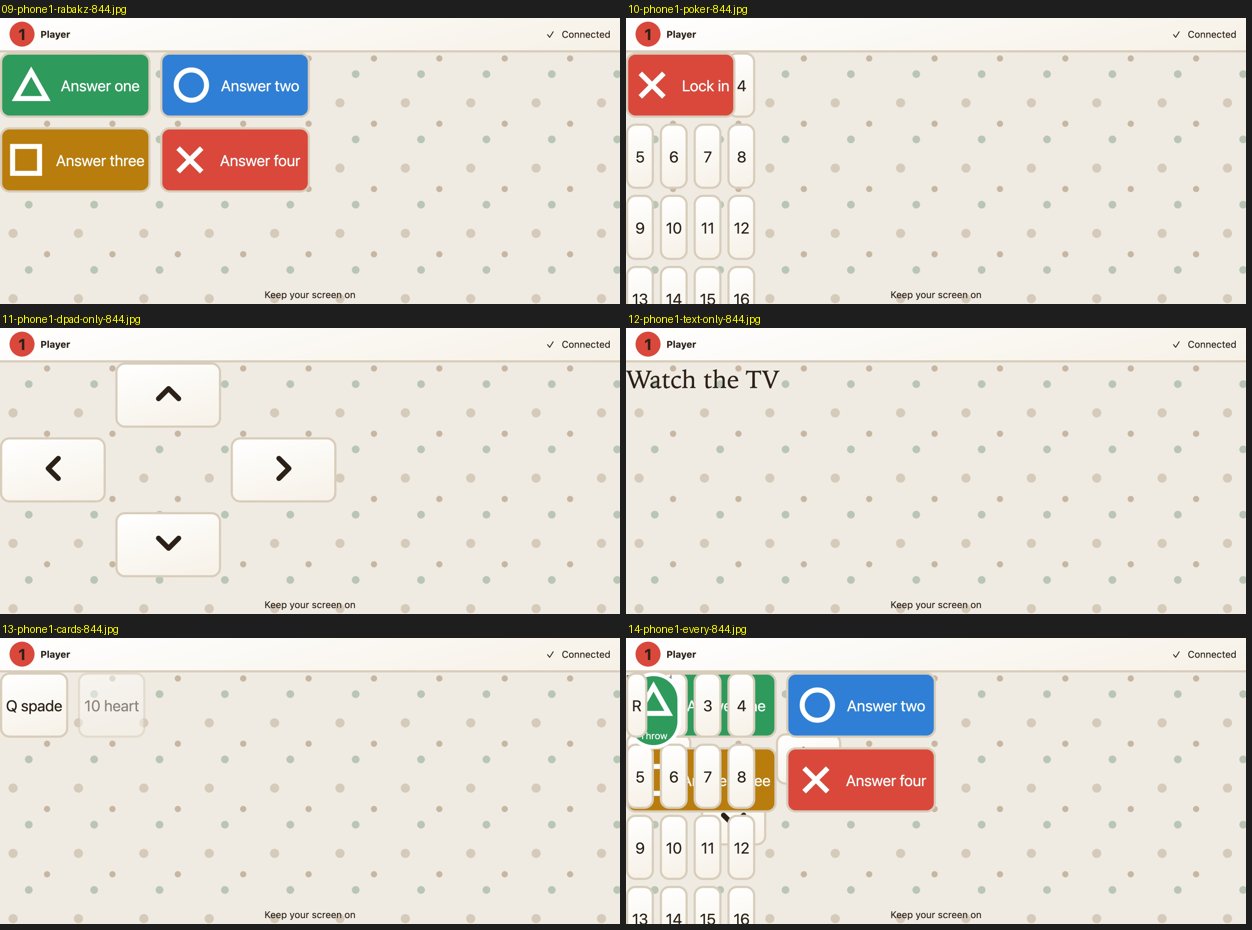 09-phone1-rabakz-844.jpg
1 Player ✓ Connected
Answer one Answer two
Answer three Answer four
Keep your screen on
10-phone1-poker-844.jpg
1 Player ✓ Connected
Lock in 4
5 6 7 8
9 10 11 12
13 14 15 16
Keep your screen on
11-phone1-dpad-only-844.jpg
1 Player ✓ Connected
Keep your screen on
12-phone1-text-only-844.jpg
1 Player ✓ Connected
Watch the TV
Keep your screen on
13-phone1-cards-844.jpg
1 Player ✓ Connected
Q spade 10 heart
Keep your screen on
14-phone1-every-844.jpg
1 Player ✓ Connected
R 3 4 Answer two
Throw
5 6 7 8 Answer four
9 10 11 12
13 14 15 16
Keep your screen on